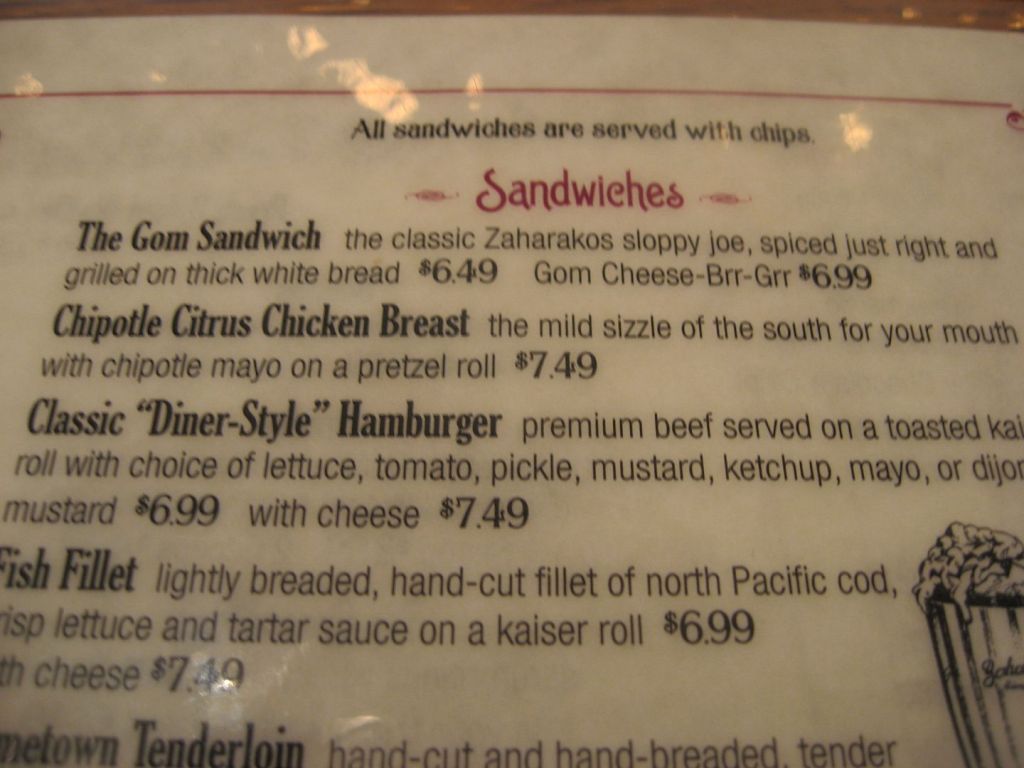 All sandwiches are served with chips.
Sandwiches
The Gom Sandwich the classic Zaharakos sloppy joe, spiced just right and
grilled on thick white bread $6.49 Gom Cheese-Brr-Grr $6.99
Chipotle Citrus Chicken Breast the mild sizzle of the south for your mouth
with chipotle mayo on a pretzel roll $7.49
Classic "Diner-Style" Hamburger premium beef served on a toasted kai
roll with choice of lettuce, tomato, pickle, mustard, ketchup, mayo, or dijon
mustard $6.99 with cheese $7.49
Fish Fillet lightly breaded, hand-cut fillet of north Pacific cod,
risp lettuce and tartar sauce on a kaiser roll $6.99
th cheese $7.49
metown Tenderloin hand-cut and hand-breaded, tender